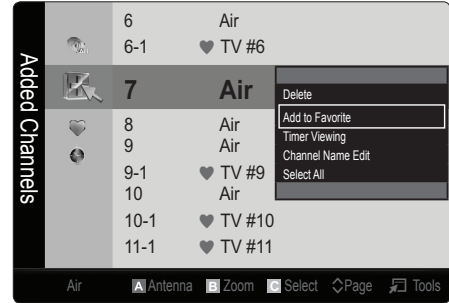 Added Channels
All
6 Air
6-1 ♥ TV #6
7 Air
8 Air
9 Air
9-1 ♥ TV #9
10 Air
10-1 ♥ TV #10
11-1 ♥ TV #11
Delete
Add to Favorite
Timer Viewing
Channel Name Edit
Select All
Air A Antenna B Zoom C Select Page Tools